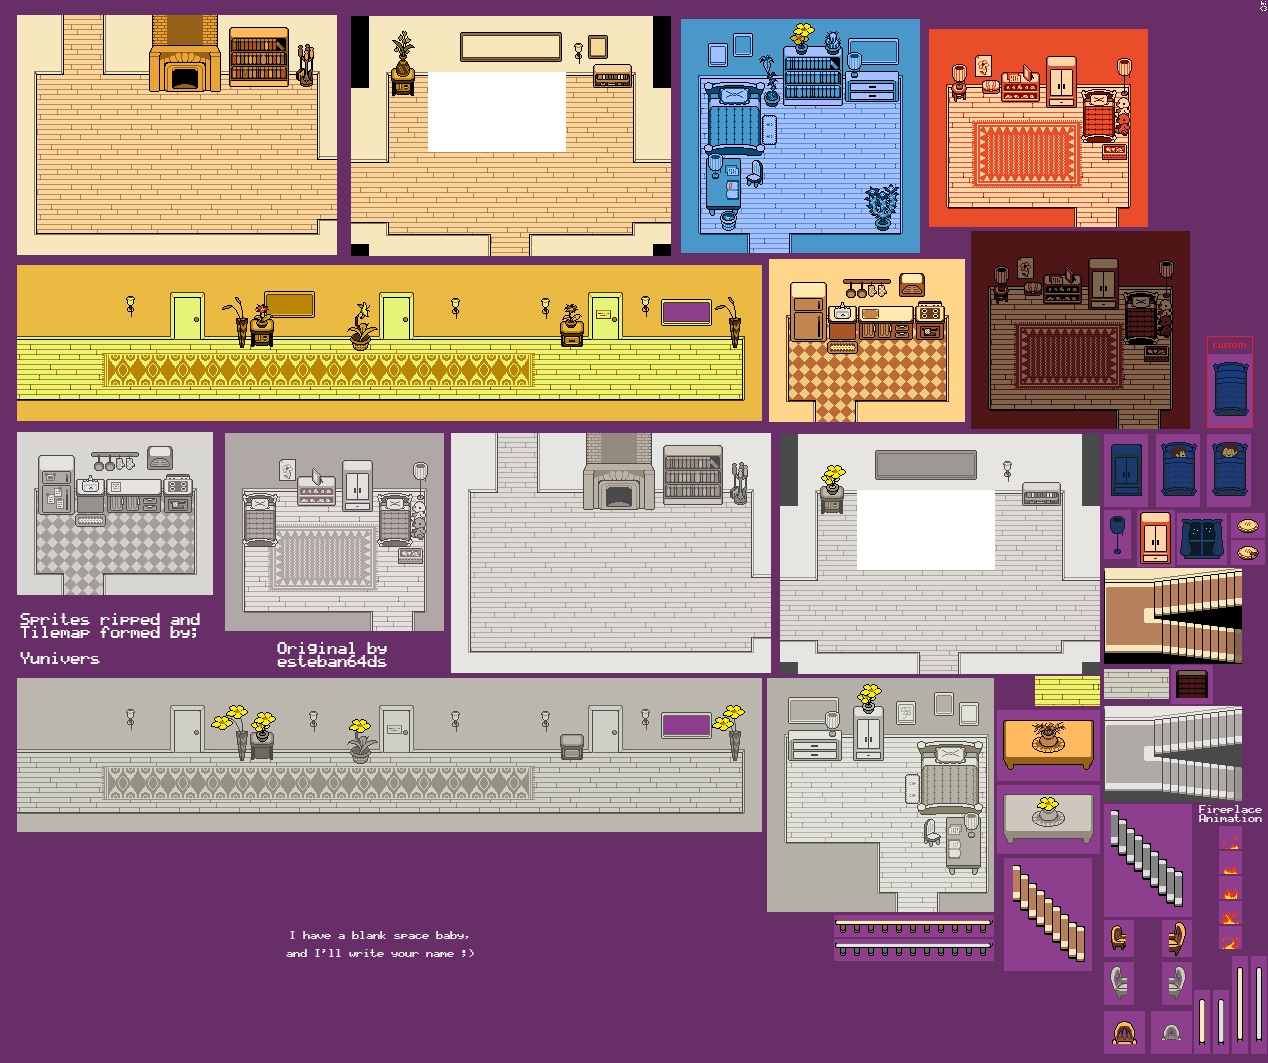 custom
Sprites ripped and
Tilemap formed by;
Yunivers
Original by
esteban64ds
Fireplace
Animation
I have a blank space baby,
and I'll write your name ;)